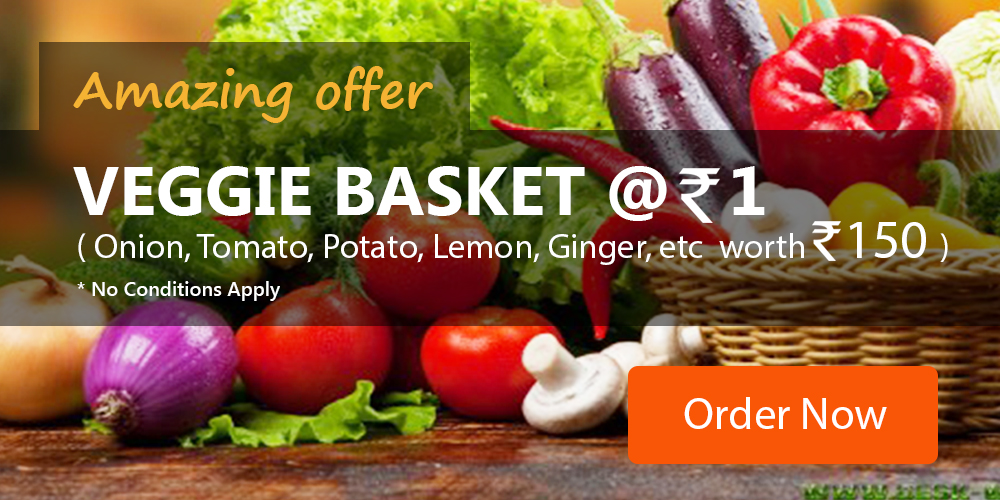 Amazing offer
VEGGIE BASKET @ ₹ 1
( Onion, Tomato, Potato, Lemon, Ginger, etc worth ₹150 )
* No Conditions Apply
Order Now